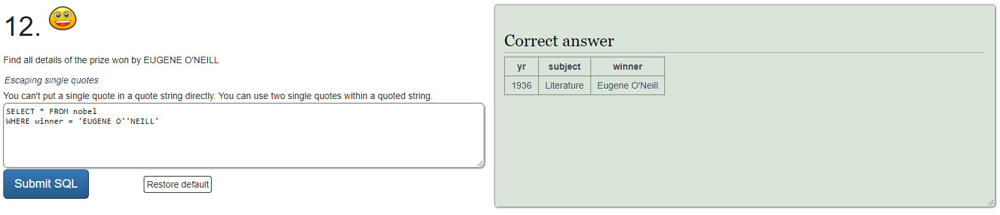 12.
Find all details of the prize won by EUGENE O'NEILL
Escaping single quotes
You can't put a single quote in a quote string directly. You can use two single quotes within a quoted string.
SELECT * FROM nobel
WHERE winner = 'EUGENE O''NEILL'
Submit SQL
Restore default
Correct answer
yr subject winner
1936 Literature Eugene O'Neill